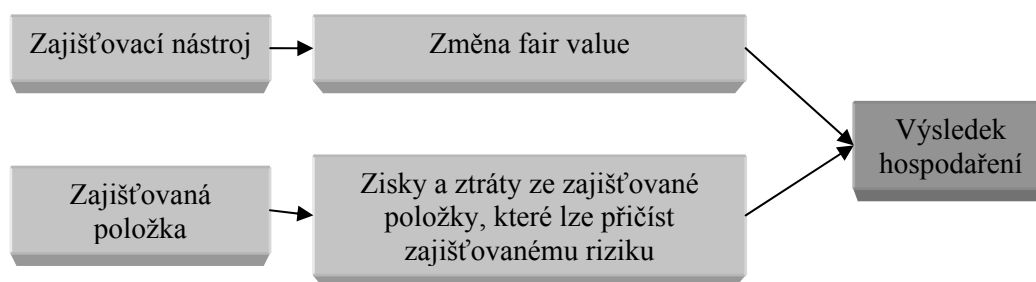 Zajišťovací nástroj
Změna fair value
Výsledek
hospodaření
Zajišťovaná
položka
Zisky a ztráty ze zajišťované
položky, které lze přičíst
zajišťovanému riziku